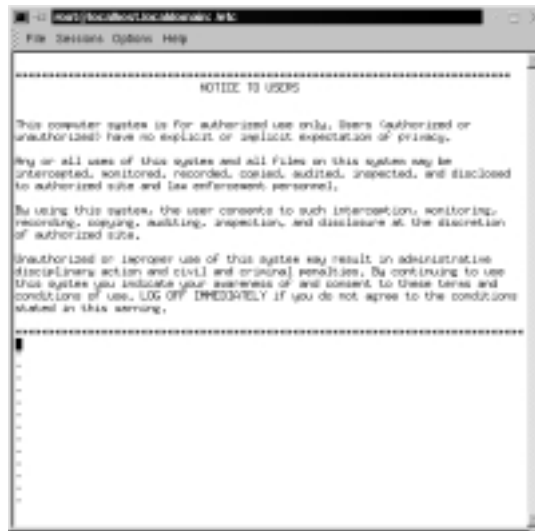 root@localhost.localdomain: /etc
File Sessions Options Help
********************************************************************************
NOTICE TO USERS
This computer system is for authorized use only. Users (authorized or
unauthorized) have no explicit or implicit expectation of privacy.
Any or all uses of this system and all files on this system may be
intercepted, monitored, recorded, copied, audited, inspected, and disclosed
to authorized site and law enforcement personnel.
By using this system, the user consents to such interception, monitoring,
recording, copying, auditing, inspection, and disclosure at the discretion
of authorized site.
Unauthorized or improper use of this system may result in administrative
disciplinary action and civil and criminal penalties. By continuing to use
this system you indicate your awareness of and consent to these terms and
conditions of use. LOG OFF IMMEDIATELY if you do not agree to the conditions
stated in this warning.
********************************************************************************
~
~
~
~
~
~
~
~
~